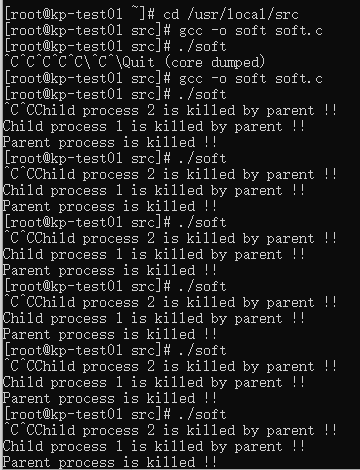 [root@kp-test01 ~]# cd /usr/local/src
[root@kp-test01 src]# gcc -o soft soft.c
[root@kp-test01 src]# ./soft
^C^C^C^C^C\^C^\Quit (core dumped)
[root@kp-test01 src]# gcc -o soft soft.c
[root@kp-test01 src]# ./soft
^C^CChild process 2 is killed by parent !!
Child process 1 is killed by parent !!
Parent process is killed !!
[root@kp-test01 src]# ./soft
^C^CChild process 2 is killed by parent !!
Child process 1 is killed by parent !!
Parent process is killed !!
[root@kp-test01 src]# ./soft
^C^CChild process 2 is killed by parent !!
Child process 1 is killed by parent !!
Parent process is killed !!
[root@kp-test01 src]# ./soft
^C^CChild process 2 is killed by parent !!
Child process 1 is killed by parent !!
Parent process is killed !!
[root@kp-test01 src]# ./soft
^C^CChild process 2 is killed by parent !!
Child process 1 is killed by parent !!
Parent process is killed !!
[root@kp-test01 src]# ./soft
^C^CChild process 2 is killed by parent !!
Child process 1 is killed by parent !!
Parent process is killed !!